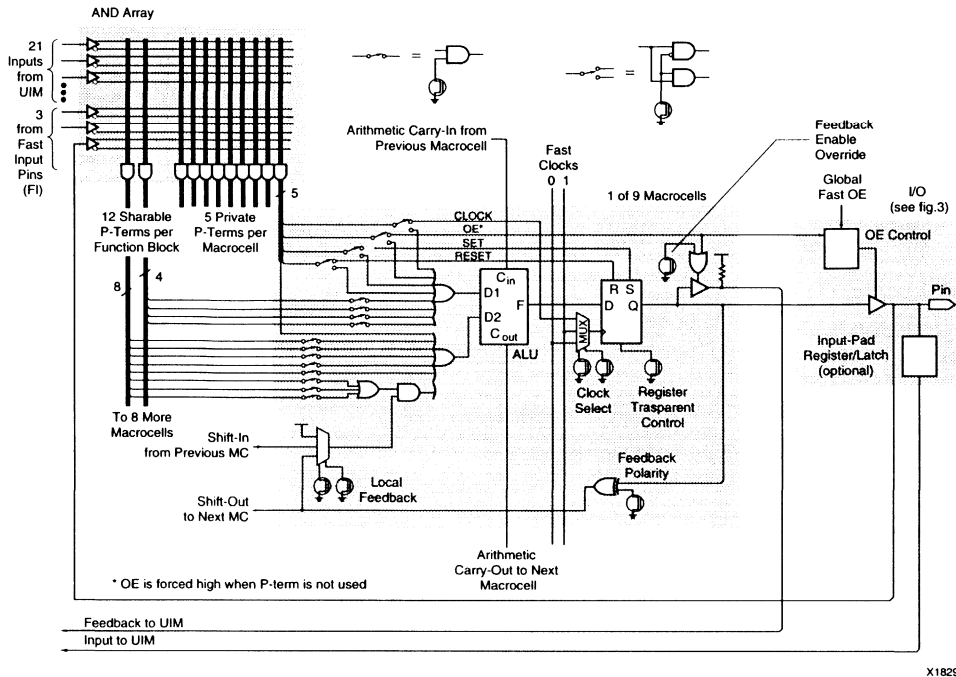 AND Array
21
Inputs
from
UIM
3
from
Fast
Input
Pins
(FI)
=
=
Arithmetic Carry-In from
Previous Macrocell
Fast
Clocks
0 1
Feedback
Enable
Override
1 of 9 Macrocells
Global
Fast OE
I/O
(see fig.3)
5
12 Sharable
P-Terms per
Function Block
5 Private
P-Terms per
Macrocell
CLOCK
OE*
SET
RESET
OE Control
8
4
Cin
D1
D2
F
Cout
ALU
MUX
R S
D Q
Pin
Input-Pad
Register/Latch
(optional)
Clock
Select
Register
Trasparent
Control
To 8 More
Macrocells
Shift-In
from Previous MC
Local
Feedback
Feedback
Polarity
Shift-Out
to Next MC
Arithmetic
Carry-Out to Next
Macrocell
* OE is forced high when P-term is not used
Feedback to UIM
Input to UIM
X1829